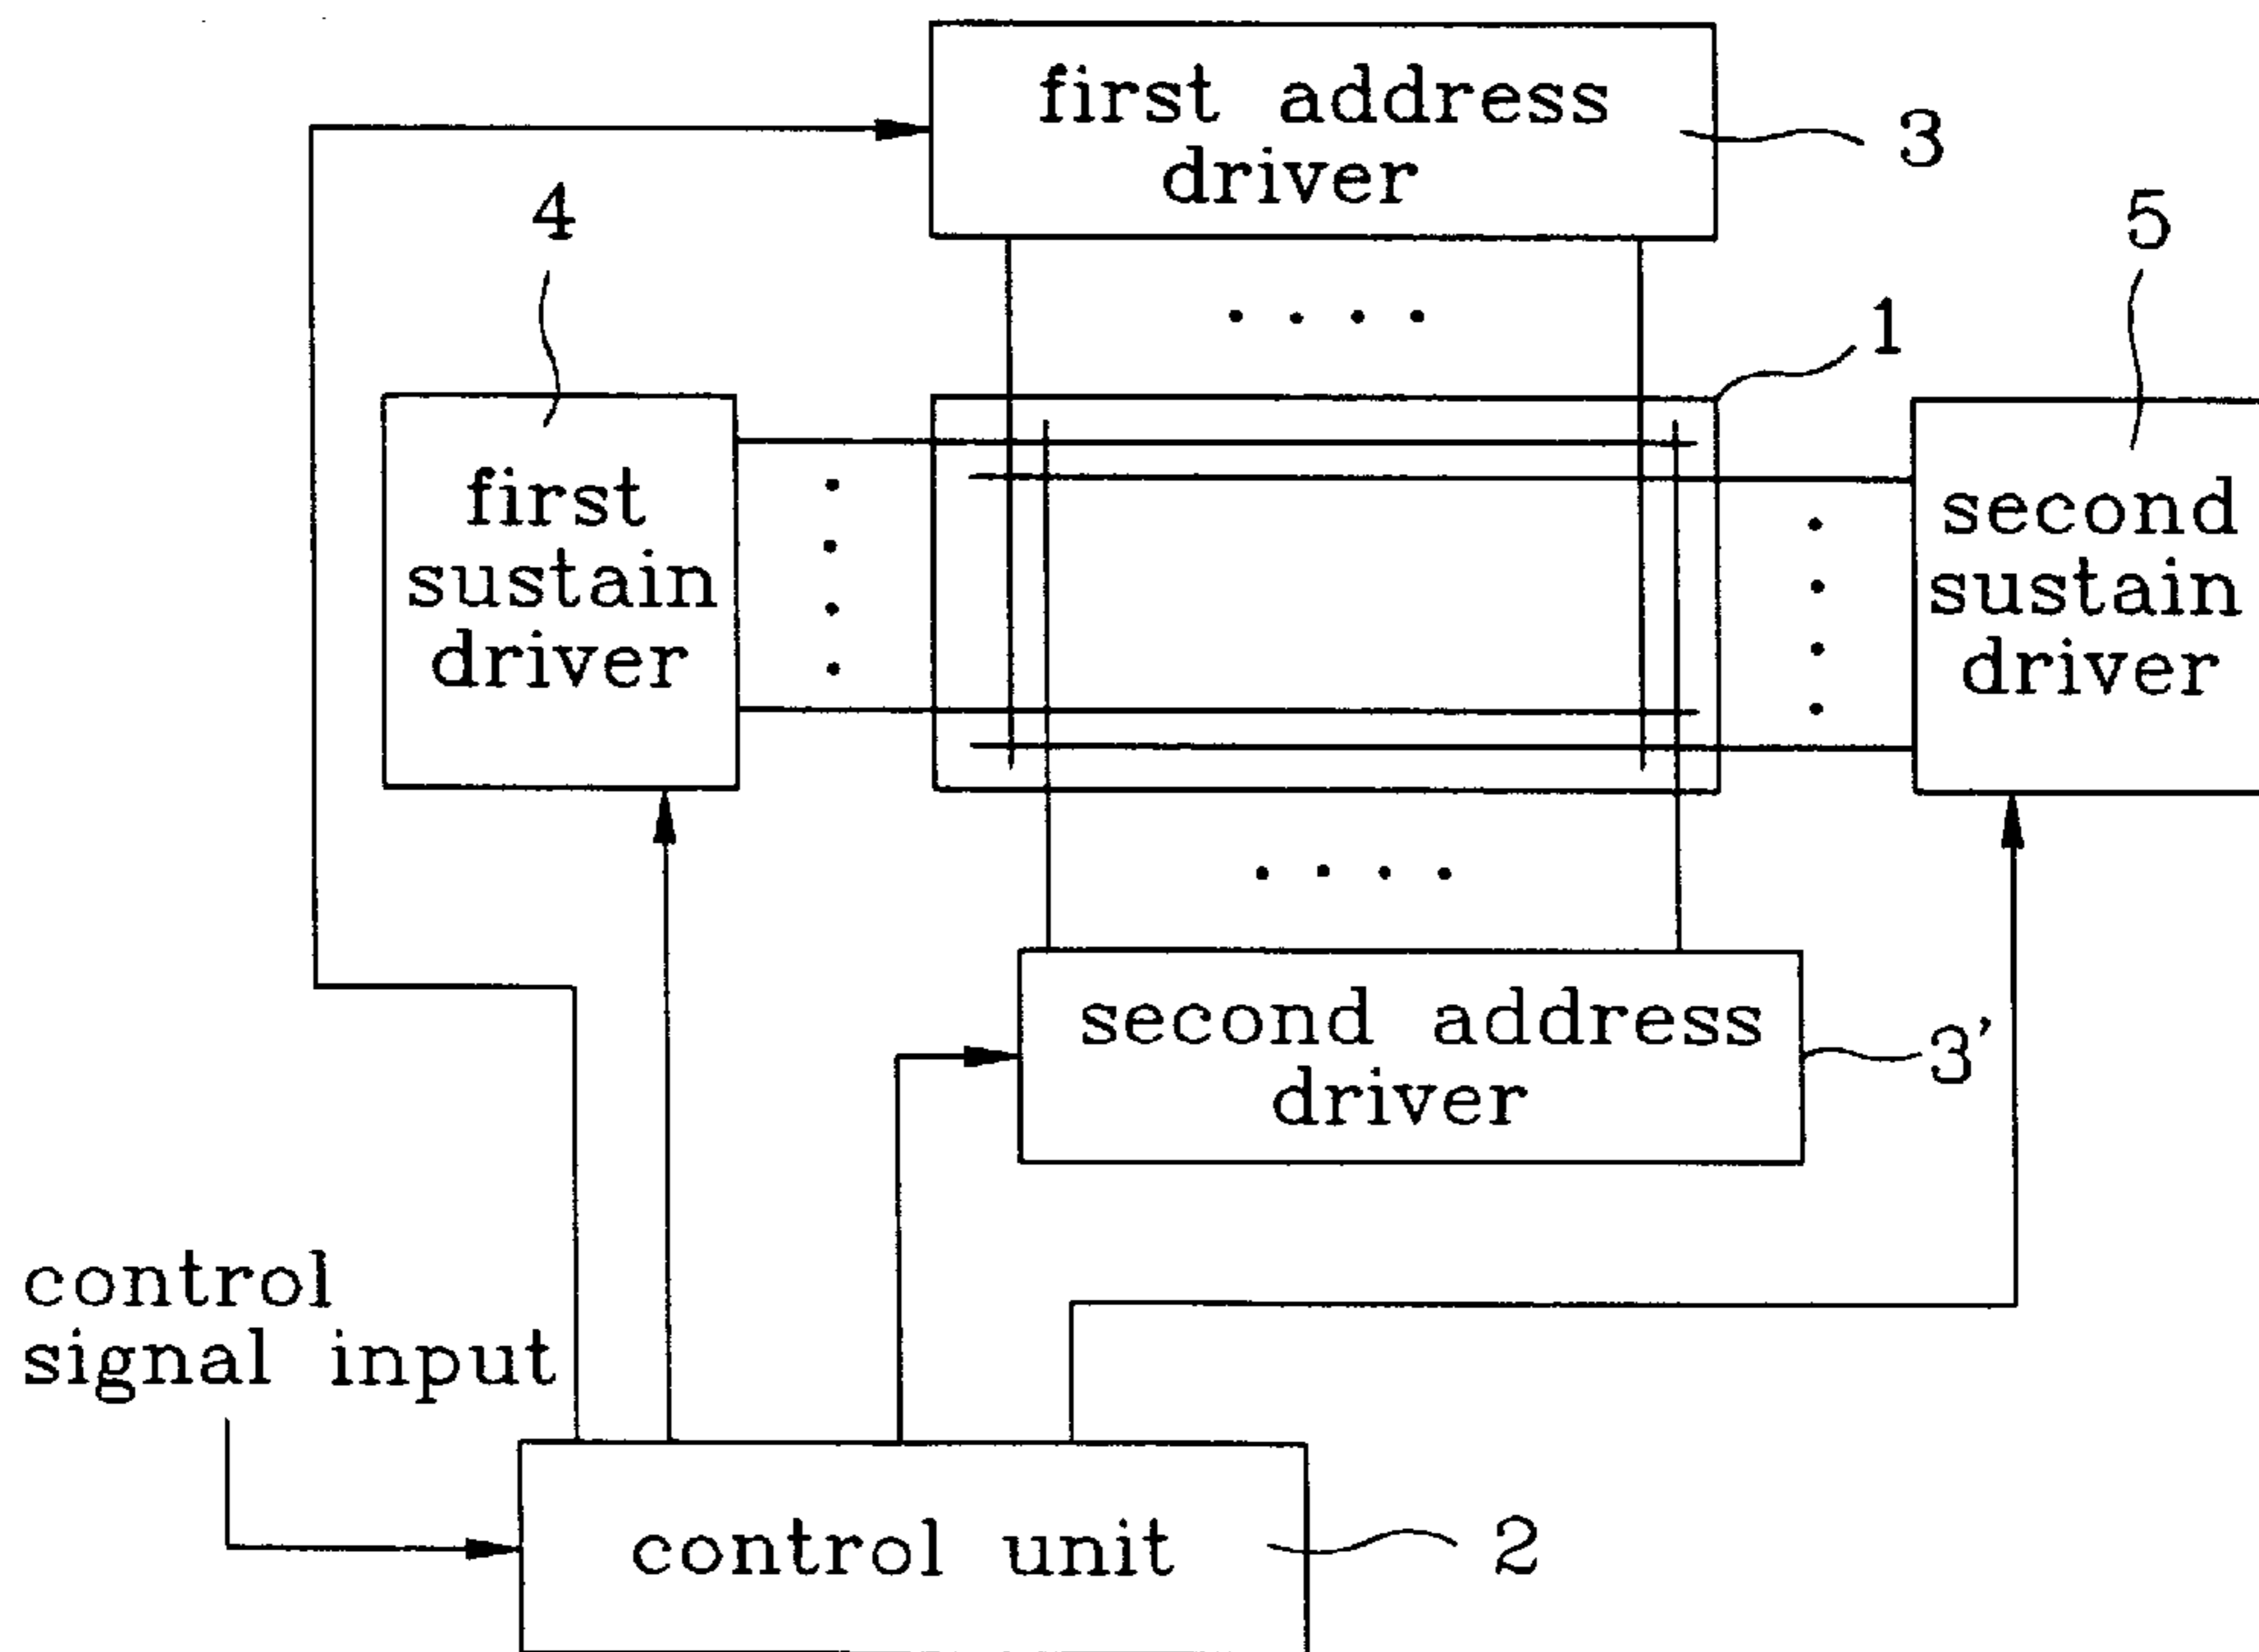 first address
driver
3
4
5
1
first
sustain
driver
second
sustain
driver
second address
driver
3'
control
signal input
control unit
2